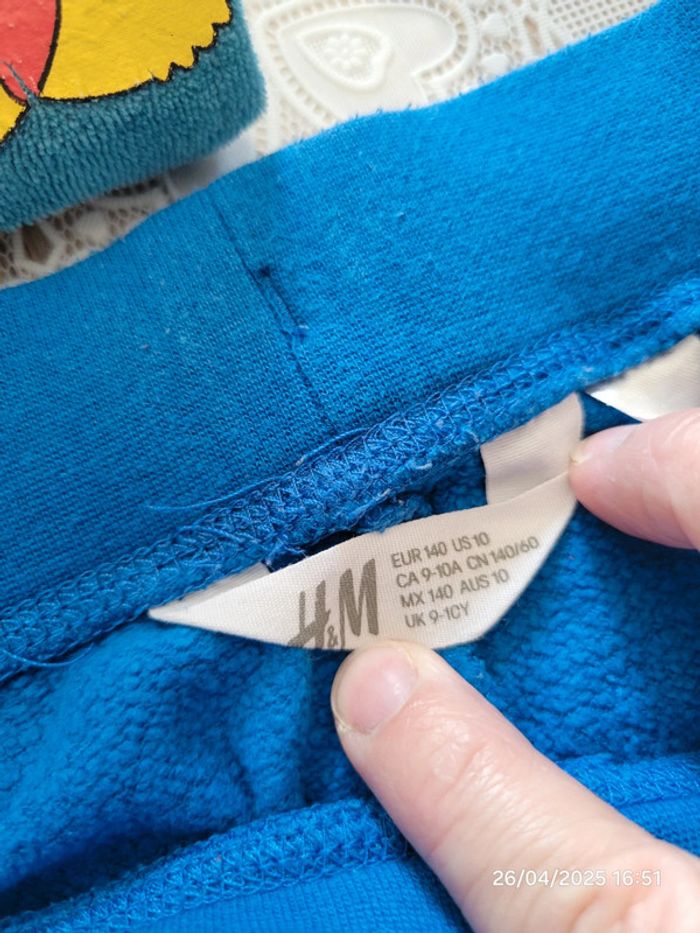 H&M
EUR 140 US 10
CA 9-10A CN 140/60
MX 140 AUS 10
UK 9-10Y
26/04/2025 16:51